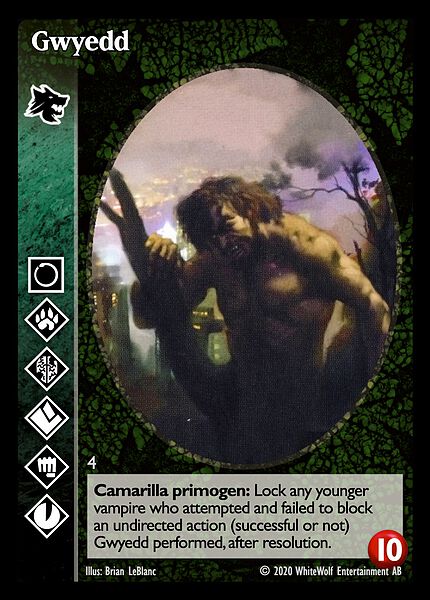 Gwyedd
4
Camarilla primogen: Lock any younger
vampire who attempted and failed to block
an undirected action (successful or not)
Gwyedd performed, after resolution.
10
Illus: Brian LeBlanc
© 2020 WhiteWolf Entertainment AB